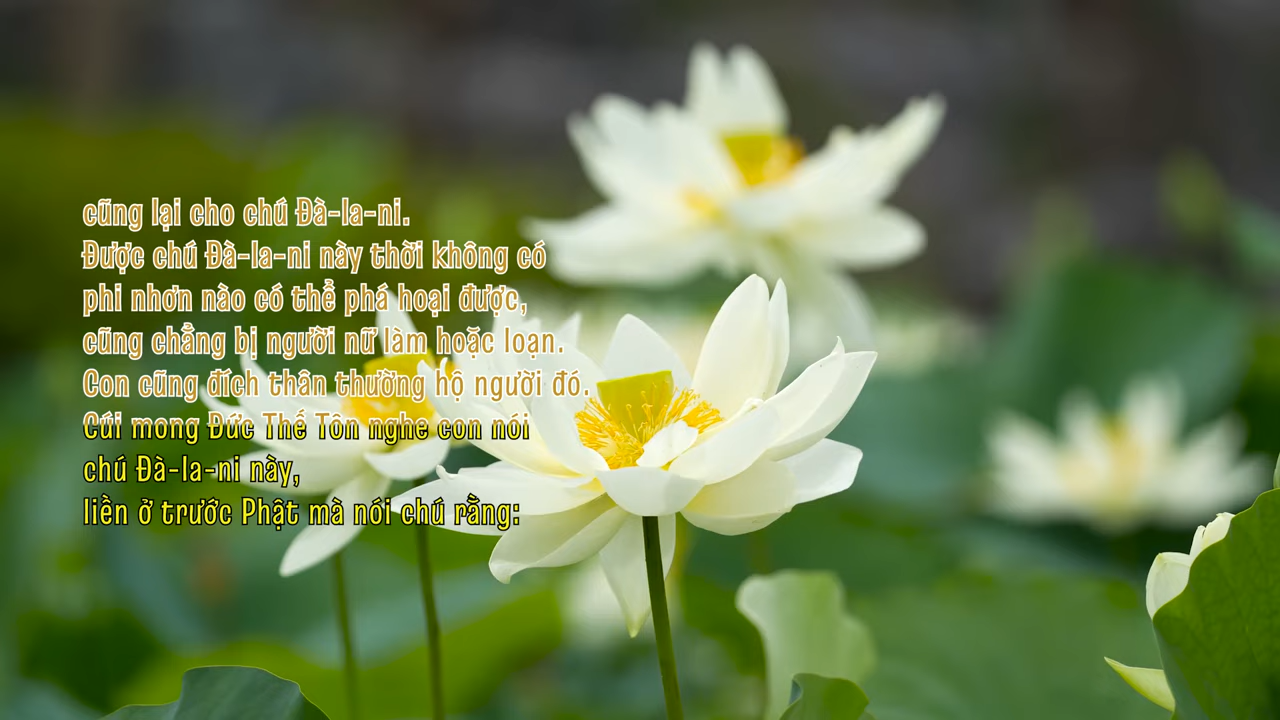 cũng lại cho chú Đà-la-ni.
Được chú Đà-la-ni này thời không có
phi nhơn nào có thể phá hoại được,
cũng chẳng bị người nữ làm hoặc loạn.
Con cũng đích thân thường hộ người đó.
Cúi mong Đức Thế Tôn nghe con nói
chú Đà-la-ni này,
liền ở trước Phật mà nói chú rằng: